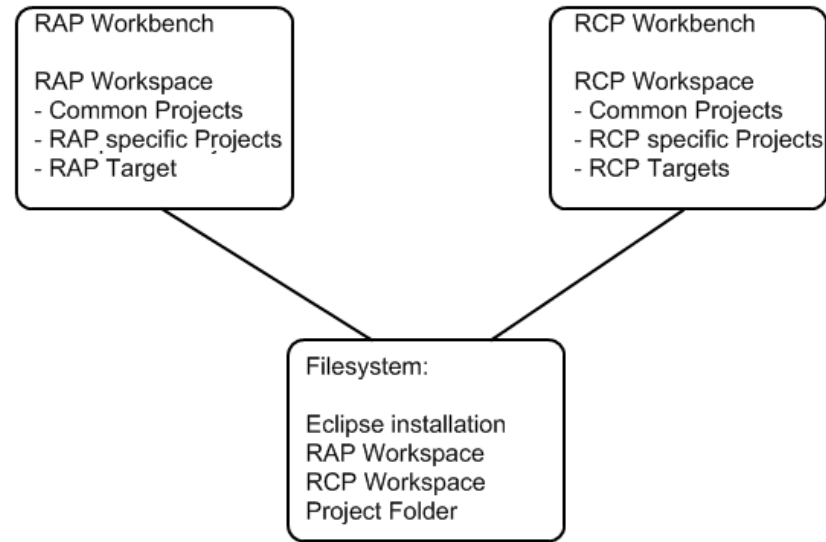 RAP Workbench
RAP Workspace
- Common Projects
- RAP specific Projects
- RAP Target
RCP Workbench
RCP Workspace
- Common Projects
- RCP specific Projects
- RCP Targets
Filesystem:
Eclipse installation
RAP Workspace
RCP Workspace
Project Folder